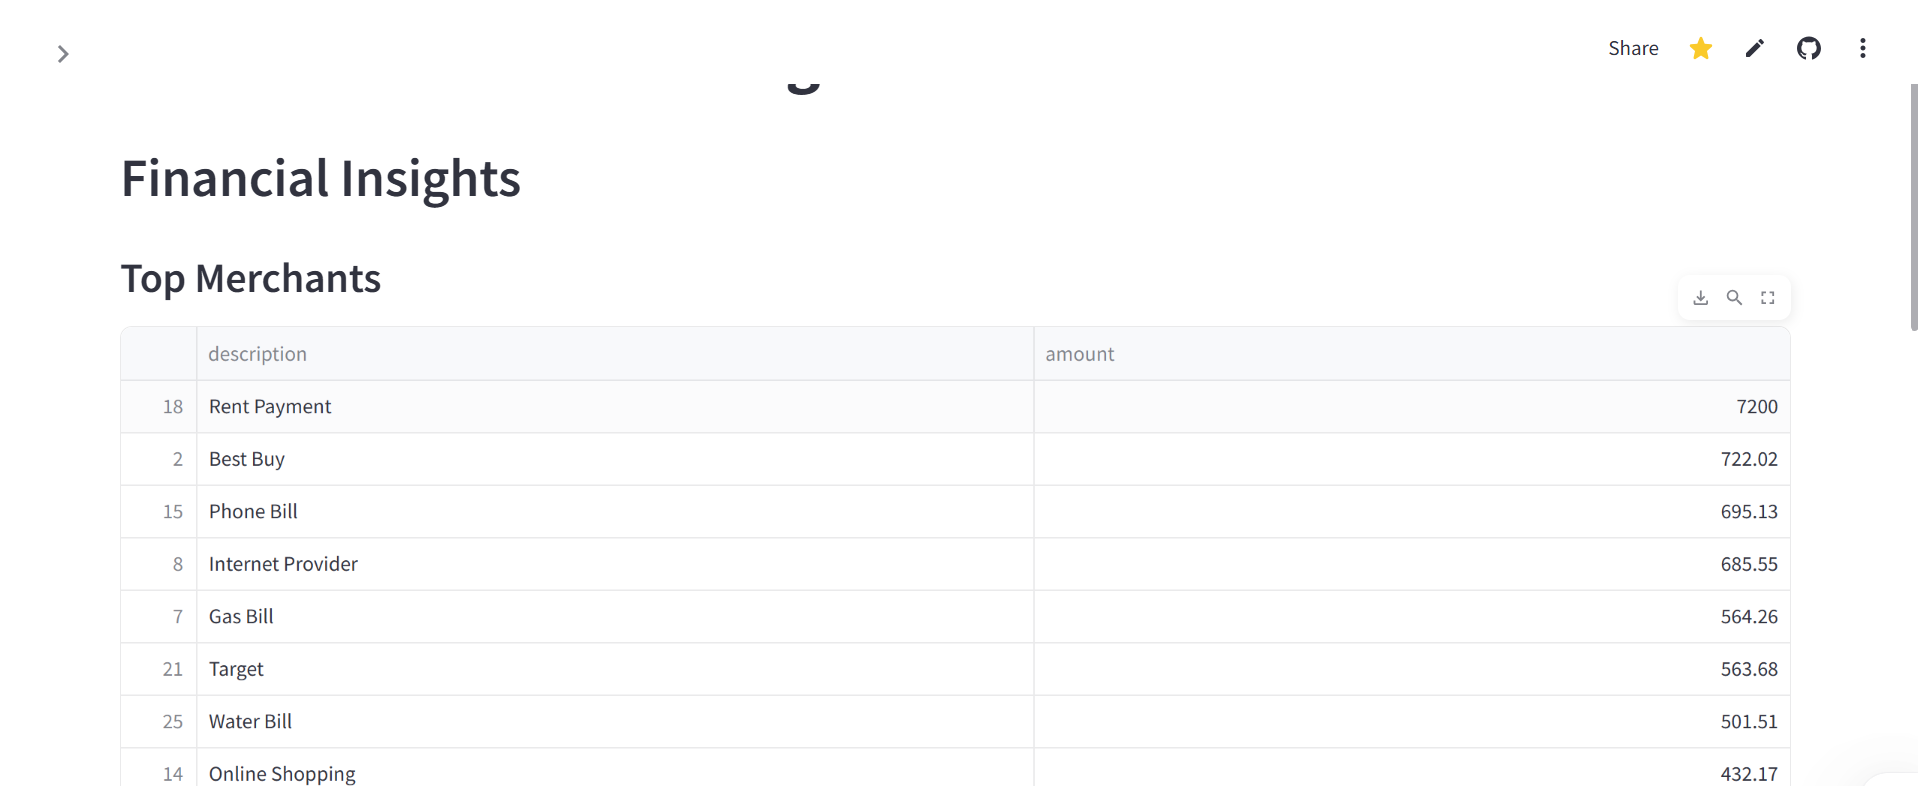 Share
Financial Insights
Top Merchants
description amount
18 Rent Payment 7200
2 Best Buy 722.02
15 Phone Bill 695.13
8 Internet Provider 685.55
7 Gas Bill 564.26
21 Target 563.68
25 Water Bill 501.51
14 Online Shopping 432.17